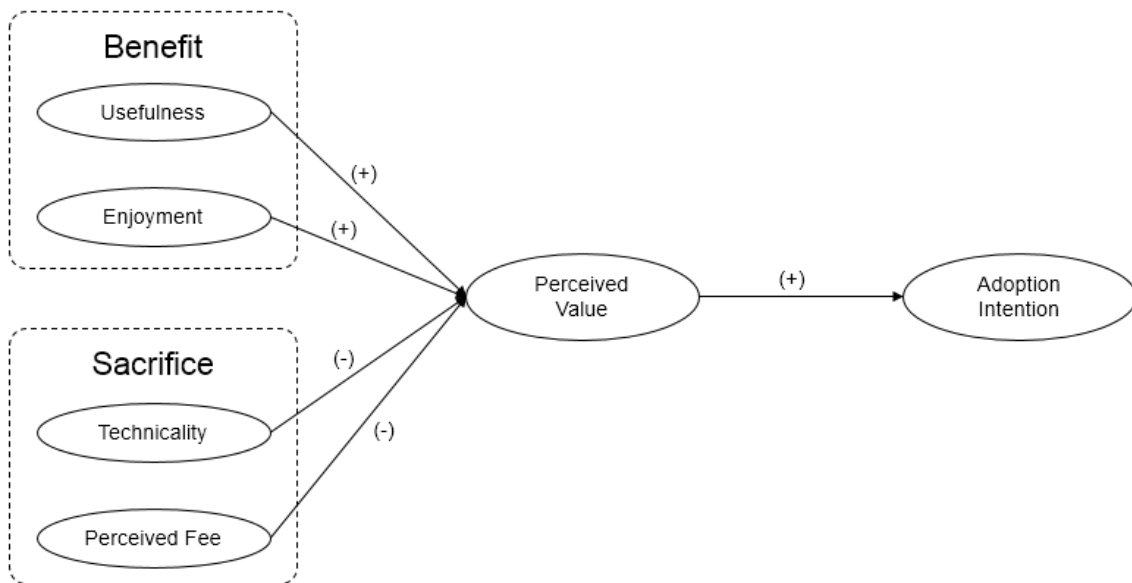 Benefit
Usefulness
(+)
Enjoyment
(+)
Perceived
Value
(+)
Adoption
Intention
Sacrifice
(-)
Technicality
(-)
Perceived Fee